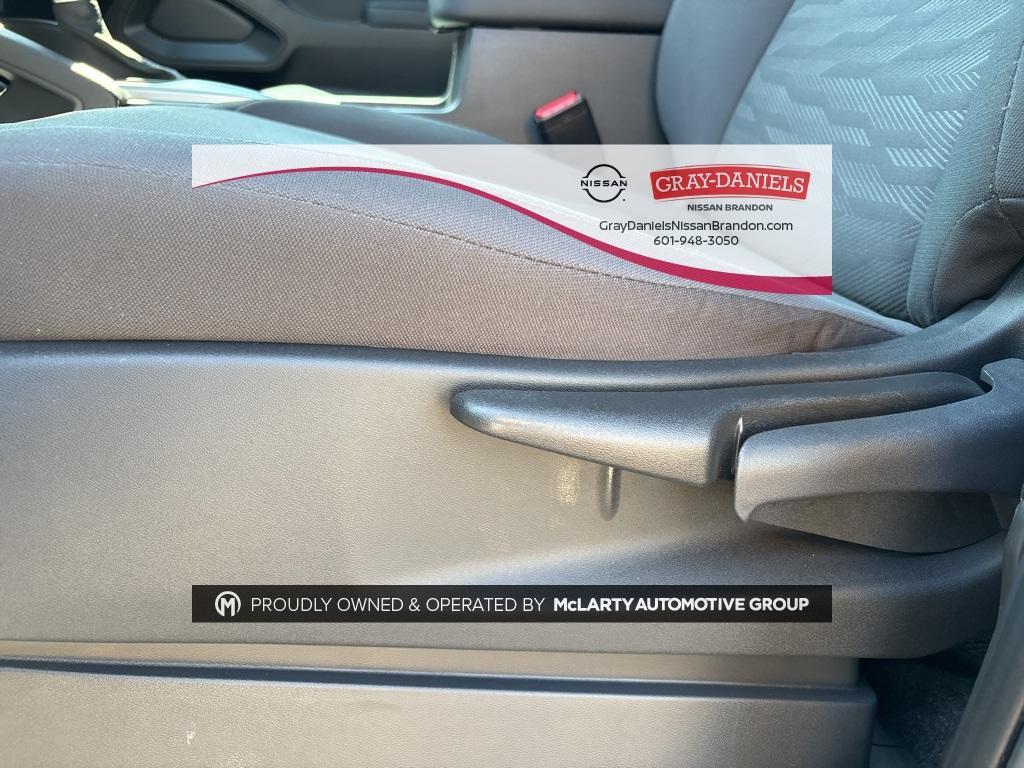 NISSAN
GRAY-DANIELS
NISSAN BRANDON
GrayDanielsNissanBrandon.com
601-948-3050
M PROUDLY OWNED & OPERATED BY McLARTY AUTOMOTIVE GROUP